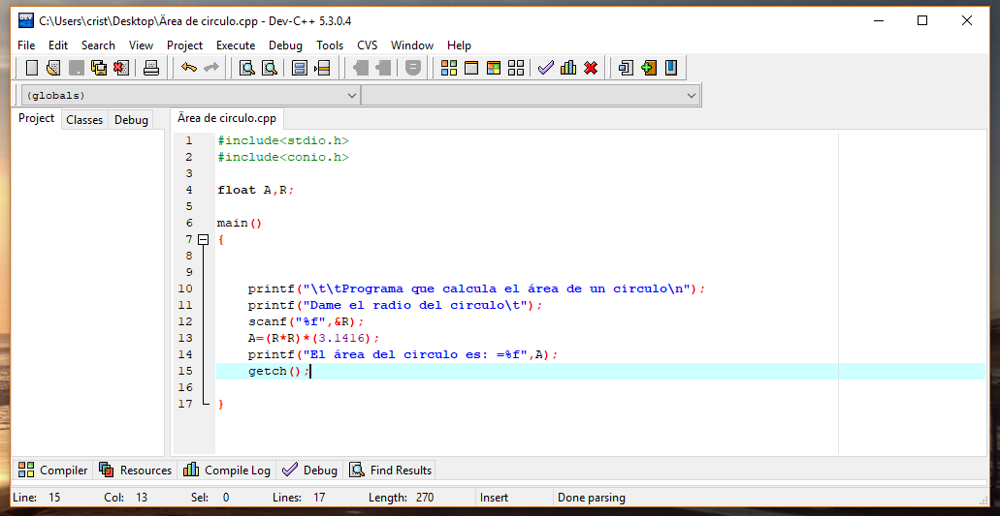 C:\Users\crist\Desktop\Área de circulo.cpp - Dev-C++ 5.3.0.4
File Edit Search View Project Execute Debug Tools CVS Window Help
(globals)
Project Classes Debug
Área de circulo.cpp
1 #include<stdio.h>
2 #include<conio.h>
3
4 float A,R;
5
6 main()
7 {
8
9
10 printf("\t\tPrograma que calcula el área de un circulo\n");
11 printf("Dame el radio del circulo\t");
12 scanf("%f",&R);
13 A=(R*R)*(3.1416);
14 printf("El área del circulo es: =%f",A);
15 getch();
16
17 }
Compiler Resources Compile Log Debug Find Results
Line: 15 Col: 13 Sel: 0 Lines: 17 Length: 270 Insert Done parsing